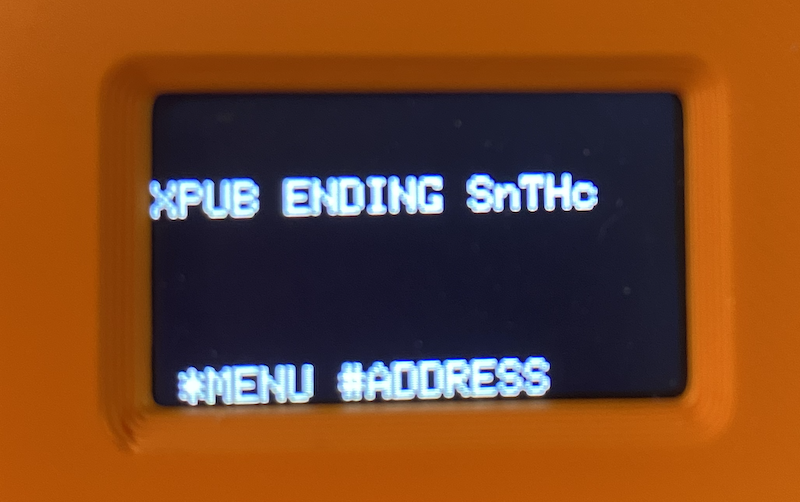 XPUB ENDING SnTHc
*MENU #ADDRESS